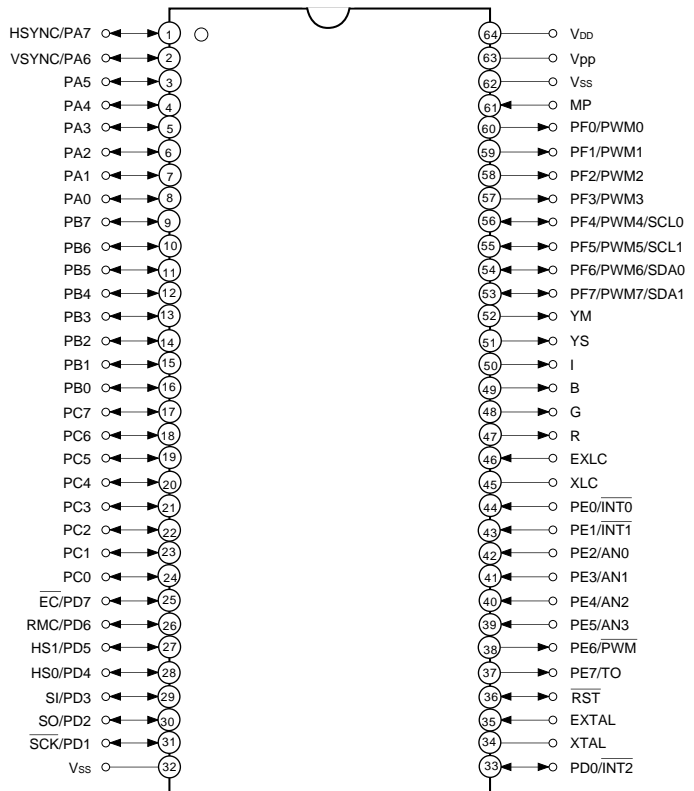 HSYNC/PA7 1 64 VDD
VSYNC/PA6 2 63 Vpp
PA5 3 62 Vss
PA4 4 61 MP
PA3 5 60 PF0/PWM0
PA2 6 59 PF1/PWM1
PA1 7 58 PF2/PWM2
PA0 8 57 PF3/PWM3
PB7 9 56 PF4/PWM4/SCL0
PB6 10 55 PF5/PWM5/SCL1
PB5 11 54 PF6/PWM6/SDA0
PB4 12 53 PF7/PWM7/SDA1
PB3 13 52 YM
PB2 14 51 YS
PB1 15 50 I
PB0 16 49 B
PC7 17 48 G
PC6 18 47 R
PC5 19 46 EXLC
PC4 20 45 XLC
PC3 21 44 PE0/I̅N̅T̅0̅
PC2 22 43 PE1/I̅N̅T̅1̅
PC1 23 42 PE2/AN0
PC0 24 41 PE3/AN1
E̅C̅/PD7 25 40 PE4/AN2
RMC/PD6 26 39 PE5/AN3
HS1/PD5 27 38 PE6/P̅W̅M̅
HS0/PD4 28 37 PE7/TO
SI/PD3 29 36 R̅S̅T̅
SO/PD2 30 35 EXTAL
S̅C̅K̅/PD1 31 34 XTAL
Vss 32 33 PD0/I̅N̅T̅2̅